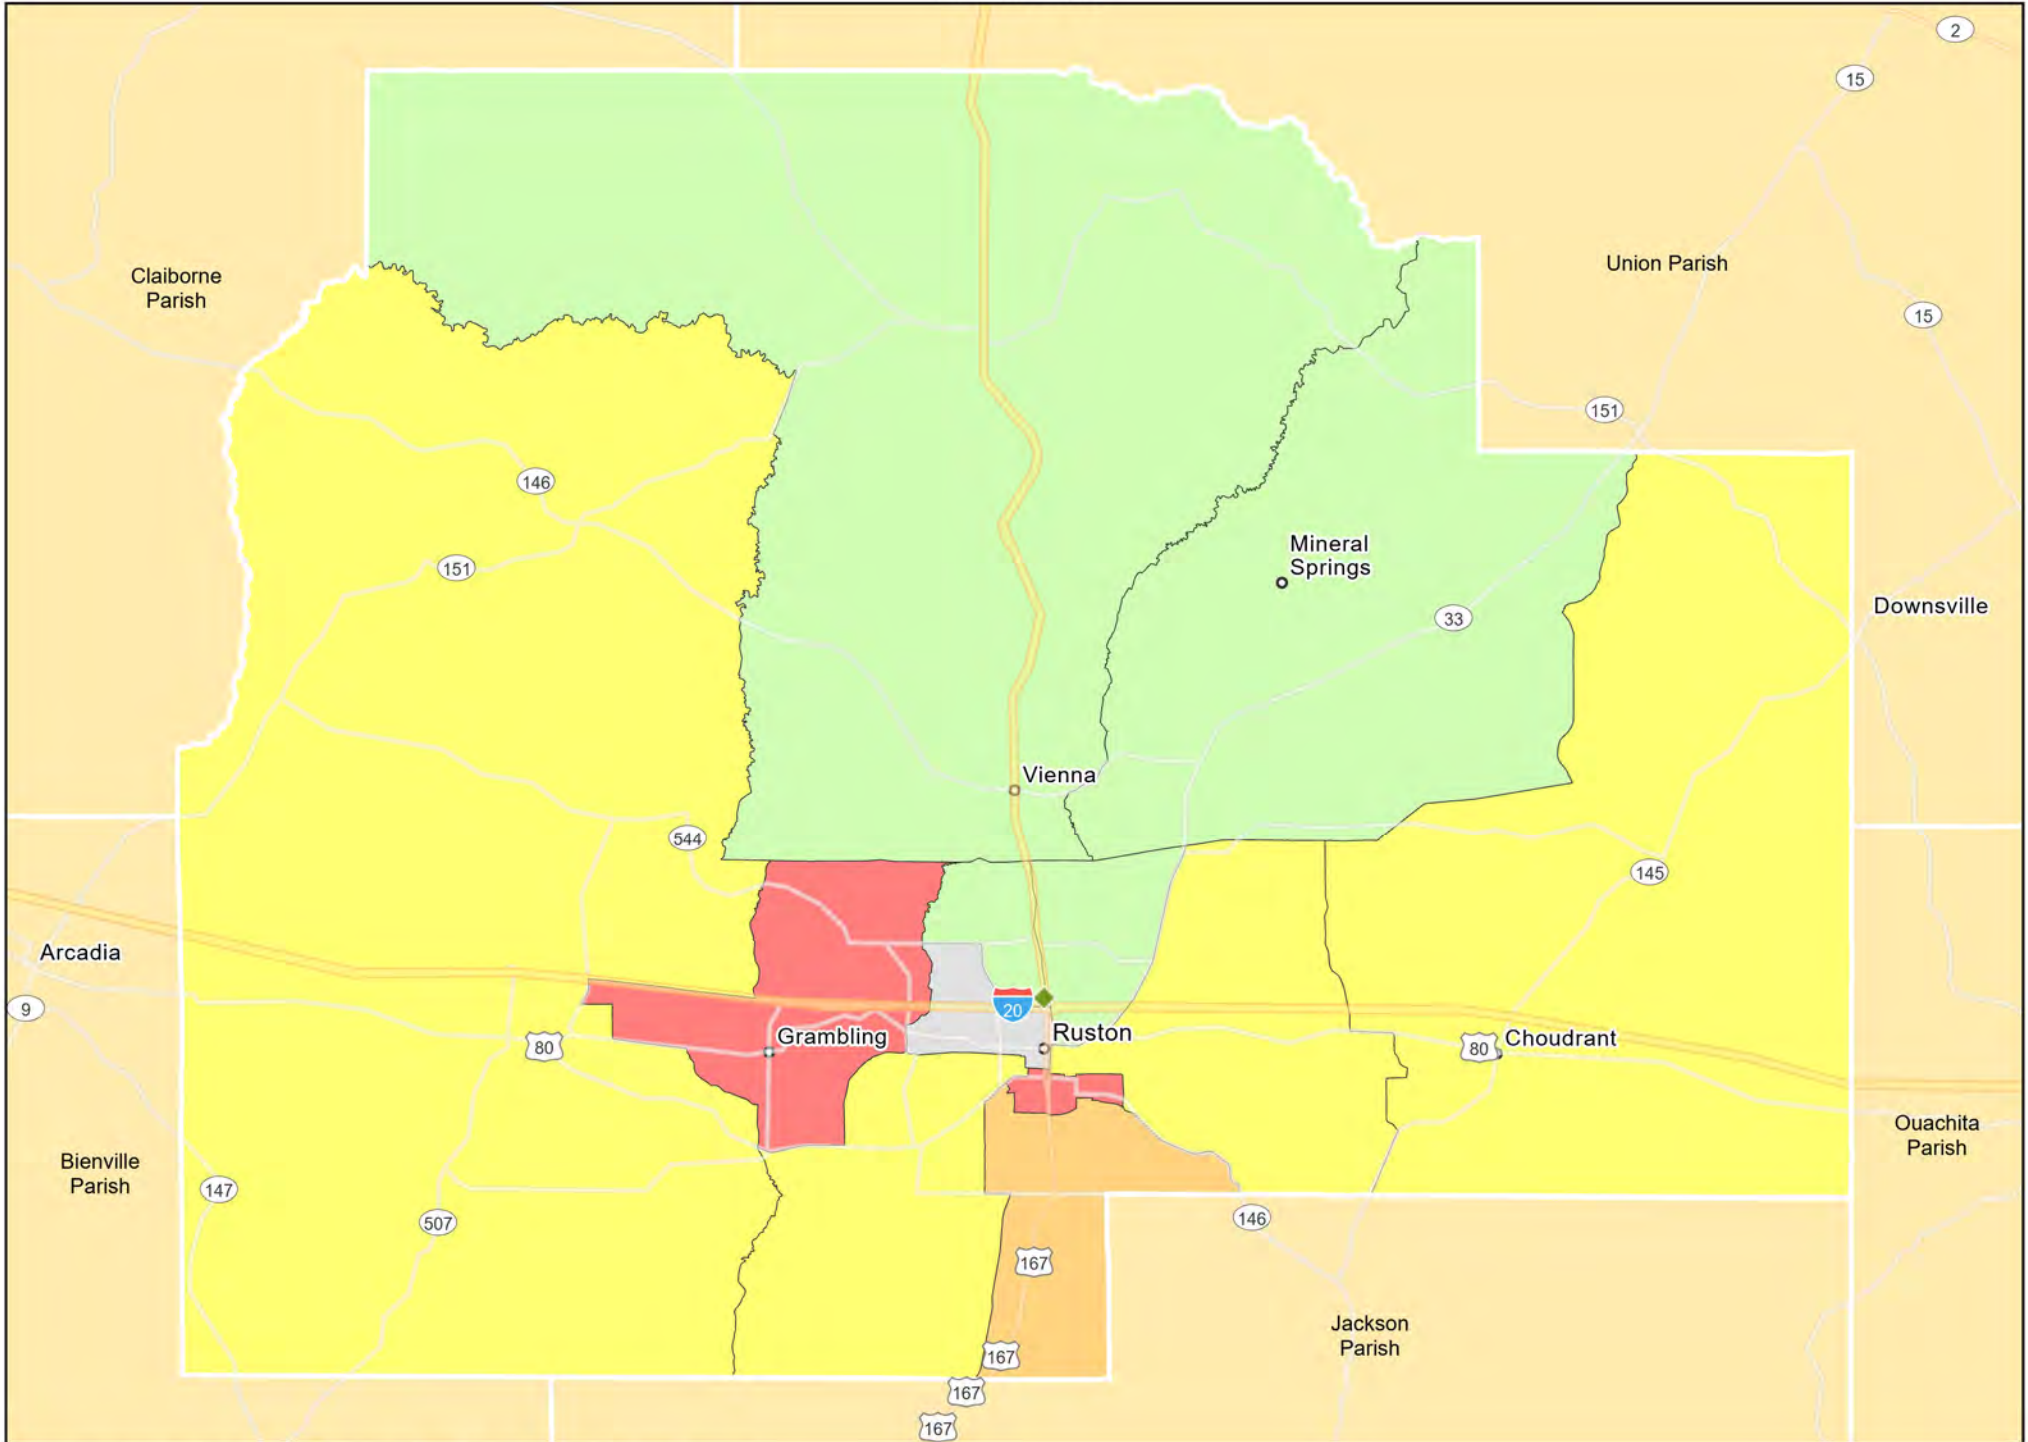 2
15
Claiborne
Parish
Union Parish
15
151
146
Mineral
Springs
151
Downsville
33
Vienna
544
145
Arcadia
9
20
Grambling
Ruston
80
80
Choudrant
Ouachita
Parish
Bienville
Parish
147
507
146
167
Jackson
Parish
167
167
167